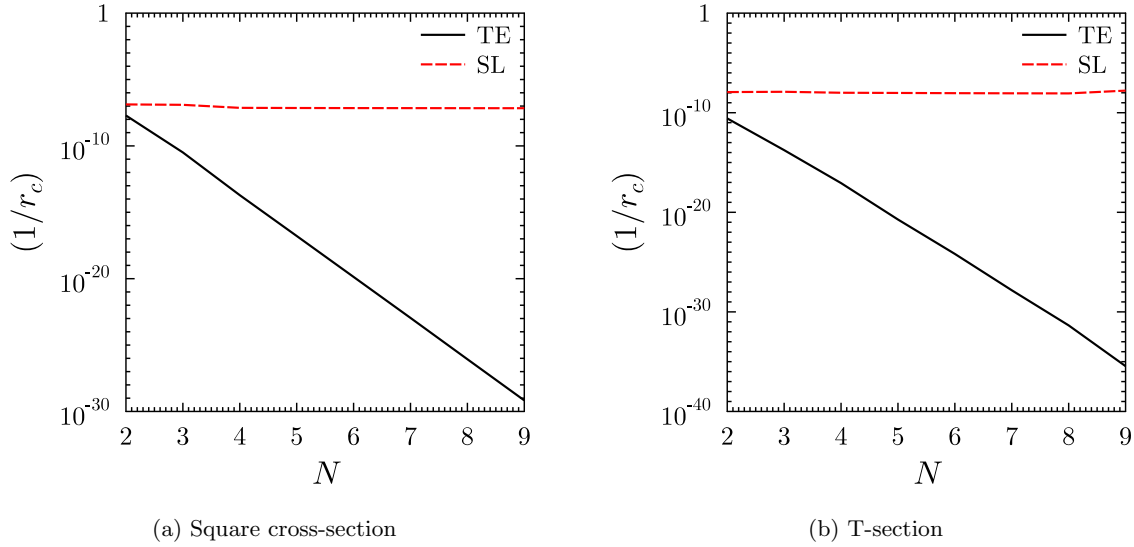 1
TE
SL
10^-10
10^-20
10^-30
(1/r_c)
2 3 4 5 6 7 8 9
N
(a) Square cross-section
1
TE
SL
10^-10
10^-20
10^-30
10^-40
(1/r_c)
2 3 4 5 6 7 8 9
N
(b) T-section